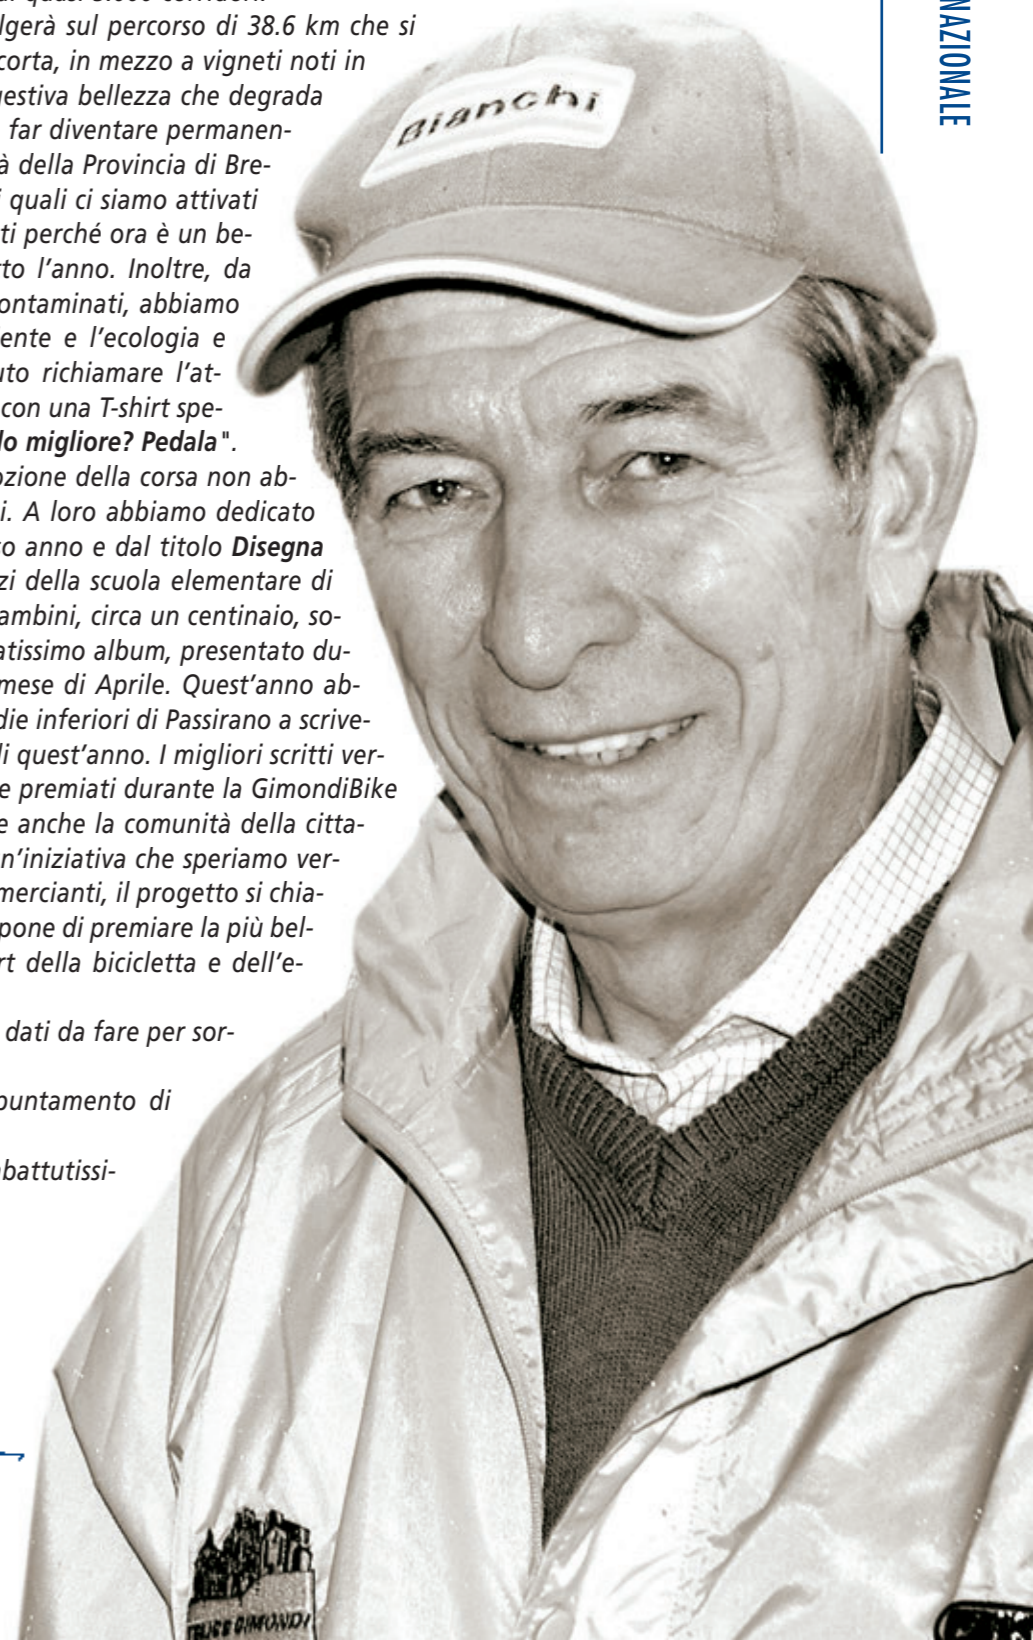 NAZIONALE
lgerà sul percorso di 38.6 km che si
corta, in mezzo a vigneti noti in
gestiva bellezza che degrada
far diventare permanen-
à della Provincia di Bre-
i quali ci siamo attivati
ti perché ora è un be-
to l'anno. Inoltre, da
ontaminati, abbiamo
ente e l'ecologia e
uto richiamare l'at-
con una T-shirt spe-
lo migliore? Pedala".
ozione della corsa non ab-
i. A loro abbiamo dedicato
o anno e dal titolo Disegna
zi della scuola elementare di
ambini, circa un centinaio, so-
atissimo album, presentato du-
mese di Aprile. Quest'anno ab-
die inferiori di Passirano a scrive-
li quest'anno. I migliori scritti ver-
e premiati durante la GimondiBike
e anche la comunità della citta-
n'iniziativa che speriamo ver-
mercianti, il progetto si chia-
pone di premiare la più bel-
rt della bicicletta e dell'e-
dati da fare per sor-
puntamento di
battutissi-
Bianchi
FELICE GIMONDI